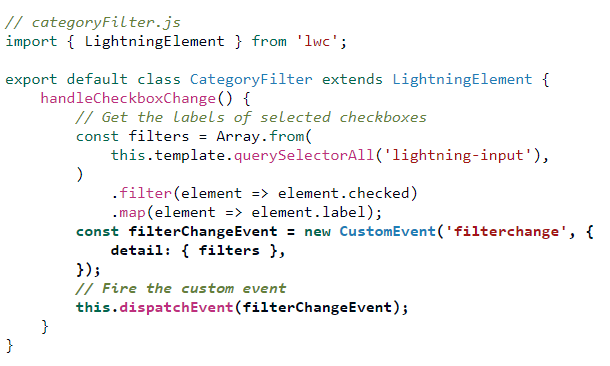 // categoryFilter.js
import { LightningElement } from 'lwc';

export default class CategoryFilter extends LightningElement {
    handleCheckboxChange() {
        // Get the labels of selected checkboxes
        const filters = Array.from(
            this.template.querySelectorAll('lightning-input'),
        )
            .filter(element => element.checked)
            .map(element => element.label);
        const filterChangeEvent = new CustomEvent('filterchange', {
            detail: { filters },
        });
        // Fire the custom event
        this.dispatchEvent(filterChangeEvent);
    }
}